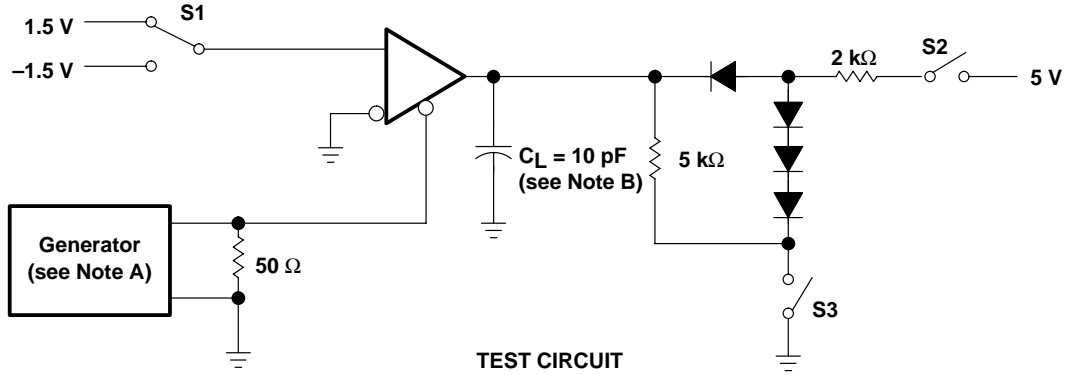 S1
1.5 V
–1.5 V
S2
2 kΩ
5 V
CL = 10 pF
(see Note B)
5 kΩ
Generator
(see Note A)
50 Ω
S3
TEST CIRCUIT